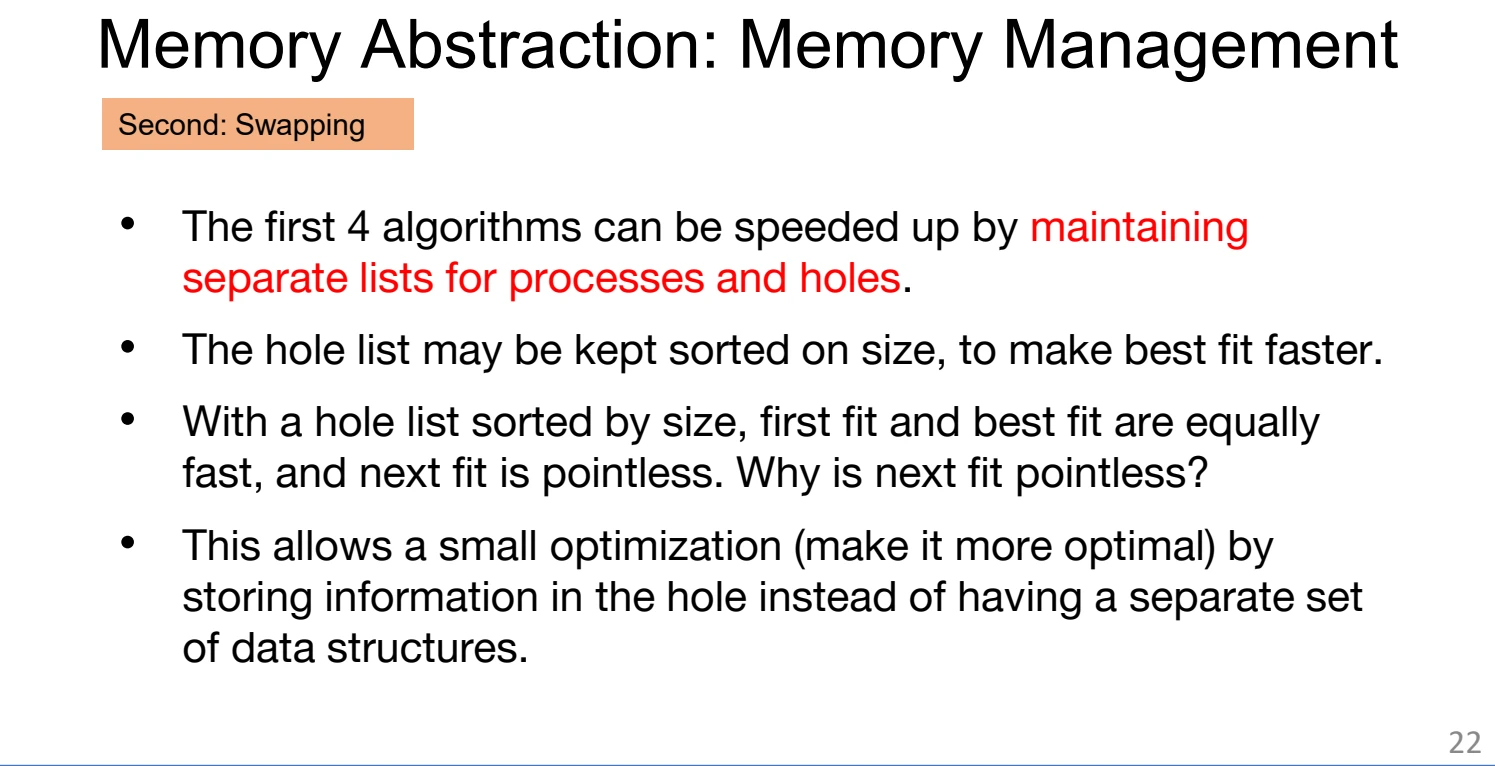 Memory Abstraction: Memory Management
Second: Swapping
• The first 4 algorithms can be speeded up by maintaining
separate lists for processes and holes.
• The hole list may be kept sorted on size, to make best fit faster.
• With a hole list sorted by size, first fit and best fit are equally
fast, and next fit is pointless. Why is next fit pointless?
• This allows a small optimization (make it more optimal) by
storing information in the hole instead of having a separate set
of data structures.
22